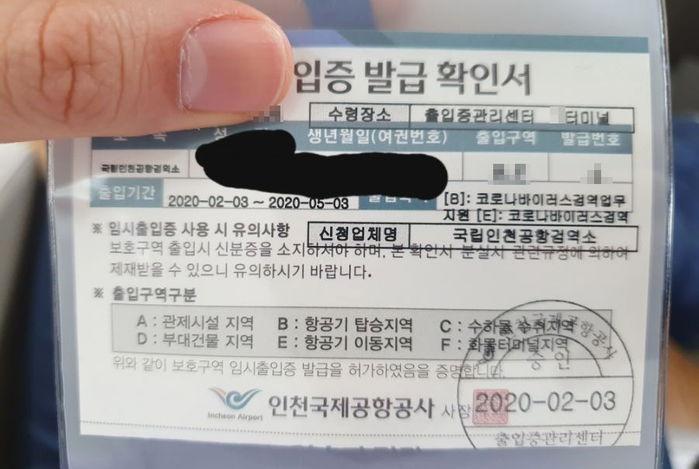 입증 발급 확인서
수령장소 출입증관리센터 터미널
소 속 성 생년월일(여권번호) 출입구역 발급번호
국립인천공항검역소
출입기간 2020-02-03 ~ 2020-05-03 [B]: 코로나바이러스검역업무
지원 [E]: 코로나바이러스검역
※ 임시출입증 사용 시 유의사항 신청업체명 국립인천공항검역소
보호구역 출입시 신분증을 소지하셔야 하며, 본 확인서 분실시 관련규정에 의하여
제재받을 수 있으니 유의하시기 바랍니다.
※ 출입구역구분
A : 관제시설 지역 B : 항공기 탑승지역 C : 수하물 수취지역
D : 부대건물 지역 E : 항공기 이동지역 F : 화물터미널지역
위와 같이 보호구역 임시출입증 발급을 허가하였음을 증명합니다.
Incheon Airport 인천국제공항공사 사장
국제공항공사
승인
2020-02-03
출입증관리센터